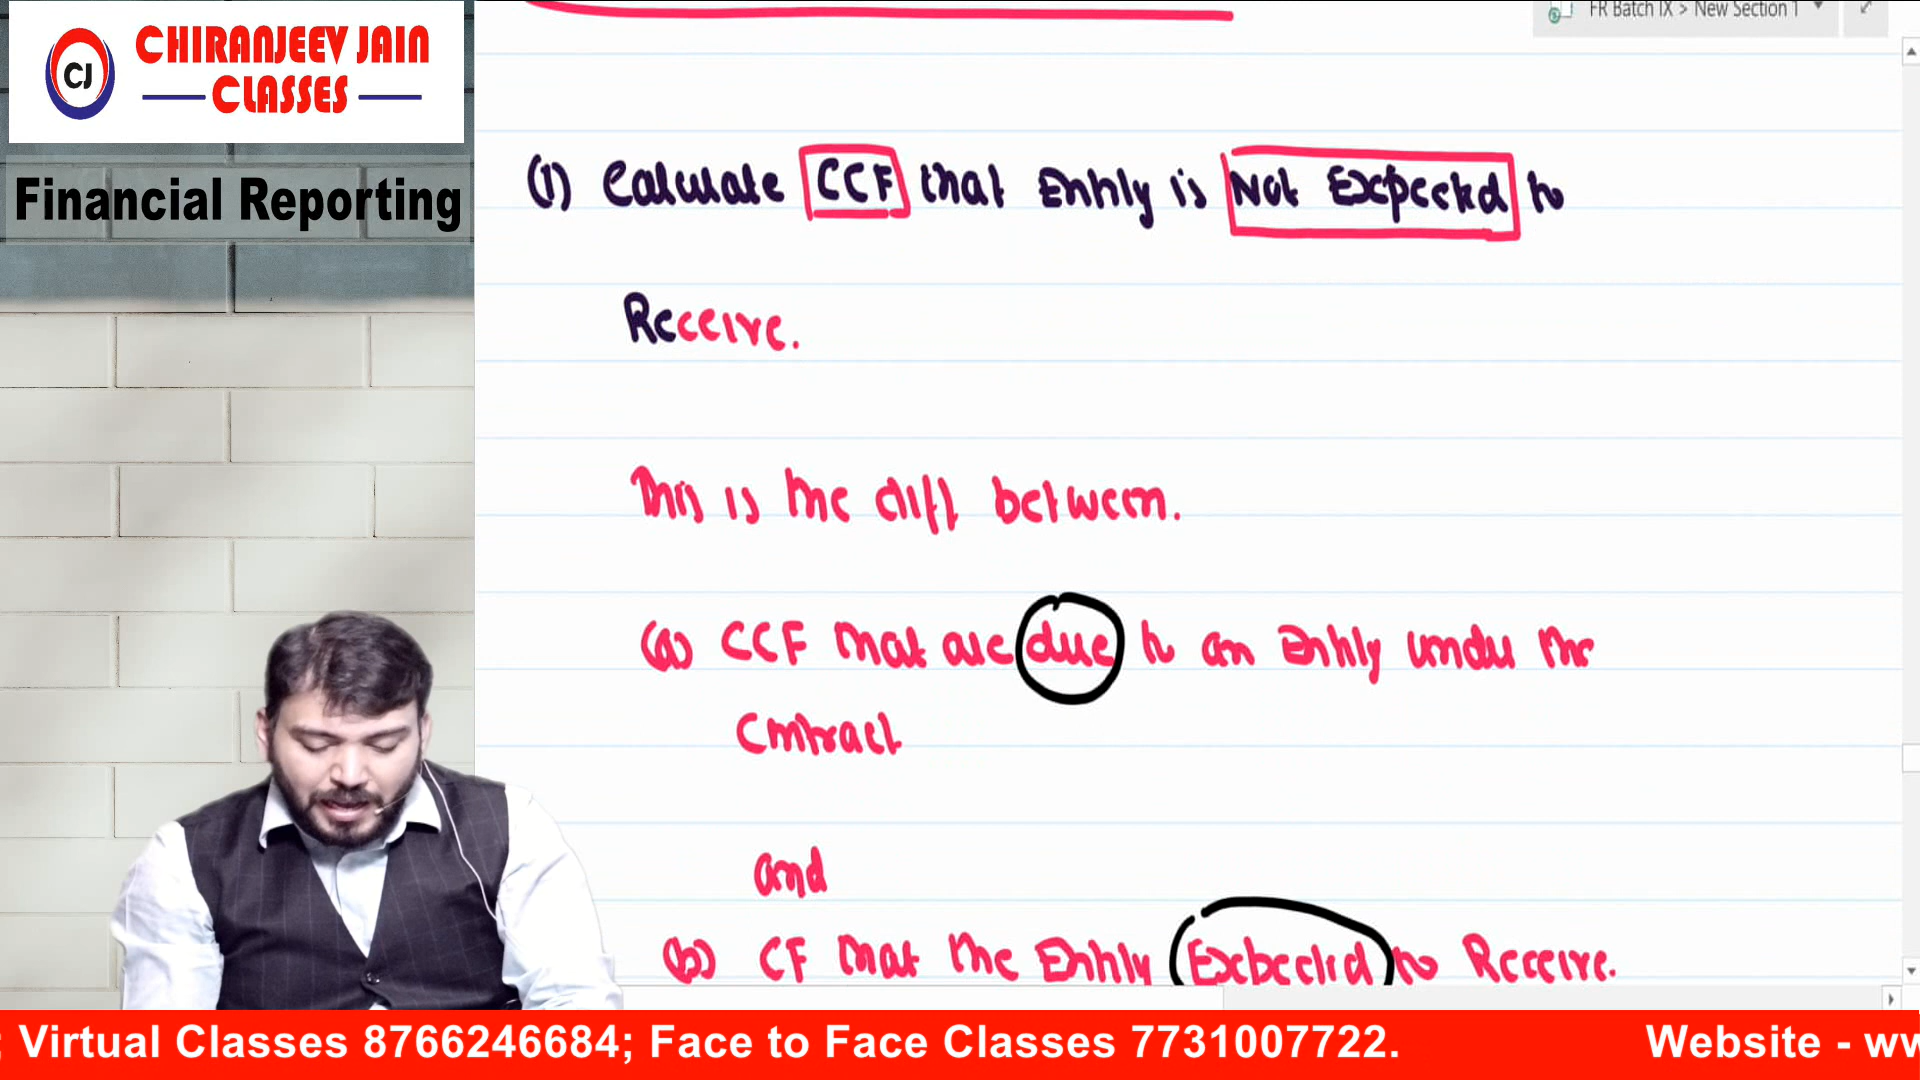 CHIRANJEEV JAIN
CJ
CLASSES
Financial Reporting
FR Batch IX > New Section 1
(1) Calculate CCF that Entity is Not Expected to
Receive.
This is the diff between.
(a) CCF that are due to an Entity under the
Contract
and
(b) CF that the Entity Expected to Receive.
; Virtual Classes 8766246684; Face to Face Classes 7731007722. Website - ww